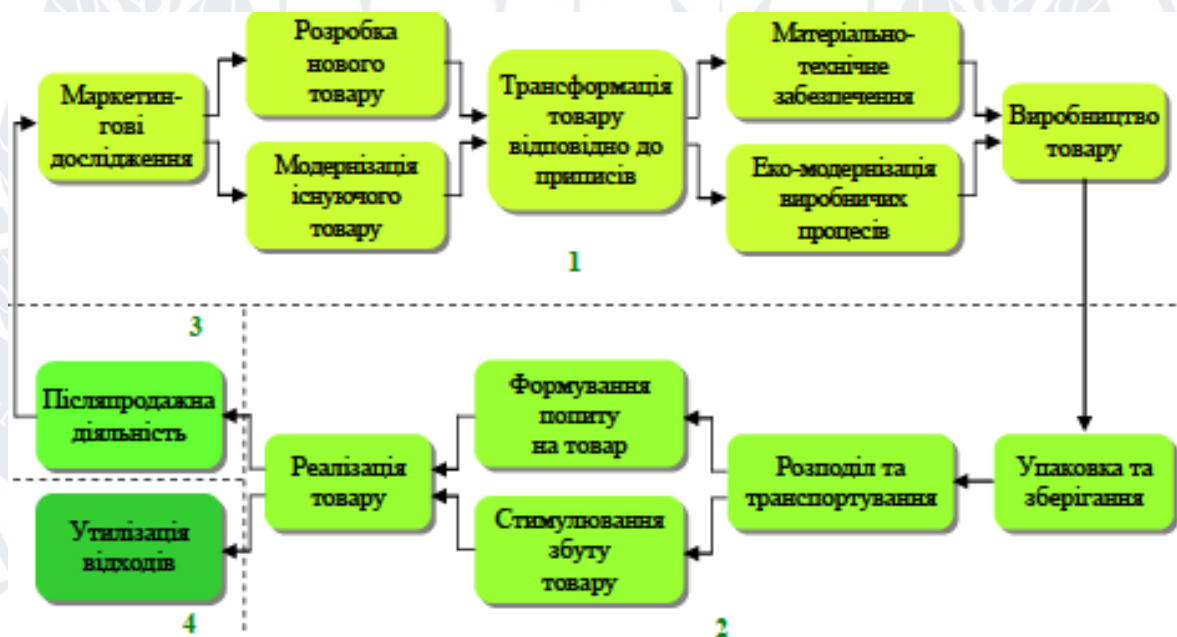 Розробка
нового
товару
Матеріально-
технічне
забезпечення
Маркетин-
гові
дослідження
Трансформація
товару
відповідно до
приписів
Виробництво
товару
Модернізація
існуючого
товару
Еко-модернізація
виробничих
процесів
1
3
Післяпродажна
діяльність
Формування
попиту
на товар
Реалізація
товару
Розподіл та
транспортування
Упаковка та
зберігання
Утилізація
відходів
Стимулювання
збуту
товару
4
2